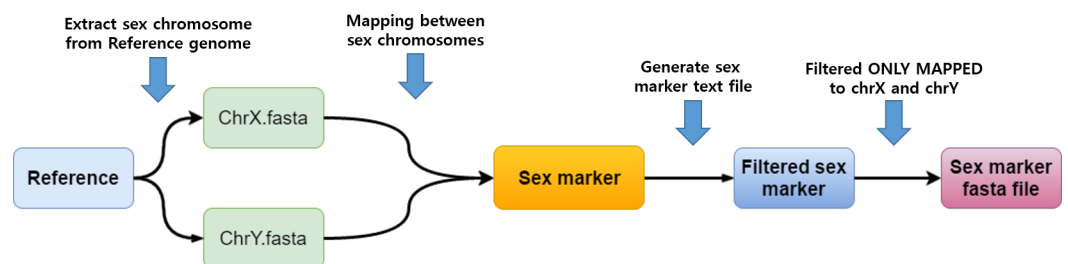 Extract sex chromosome
from Reference genome
Mapping between
sex chromosomes
Generate sex
marker text file
Filtered ONLY MAPPED
to chrX and chrY
Reference
ChrX.fasta
ChrY.fasta
Sex marker
Filtered sex
marker
Sex marker
fasta file